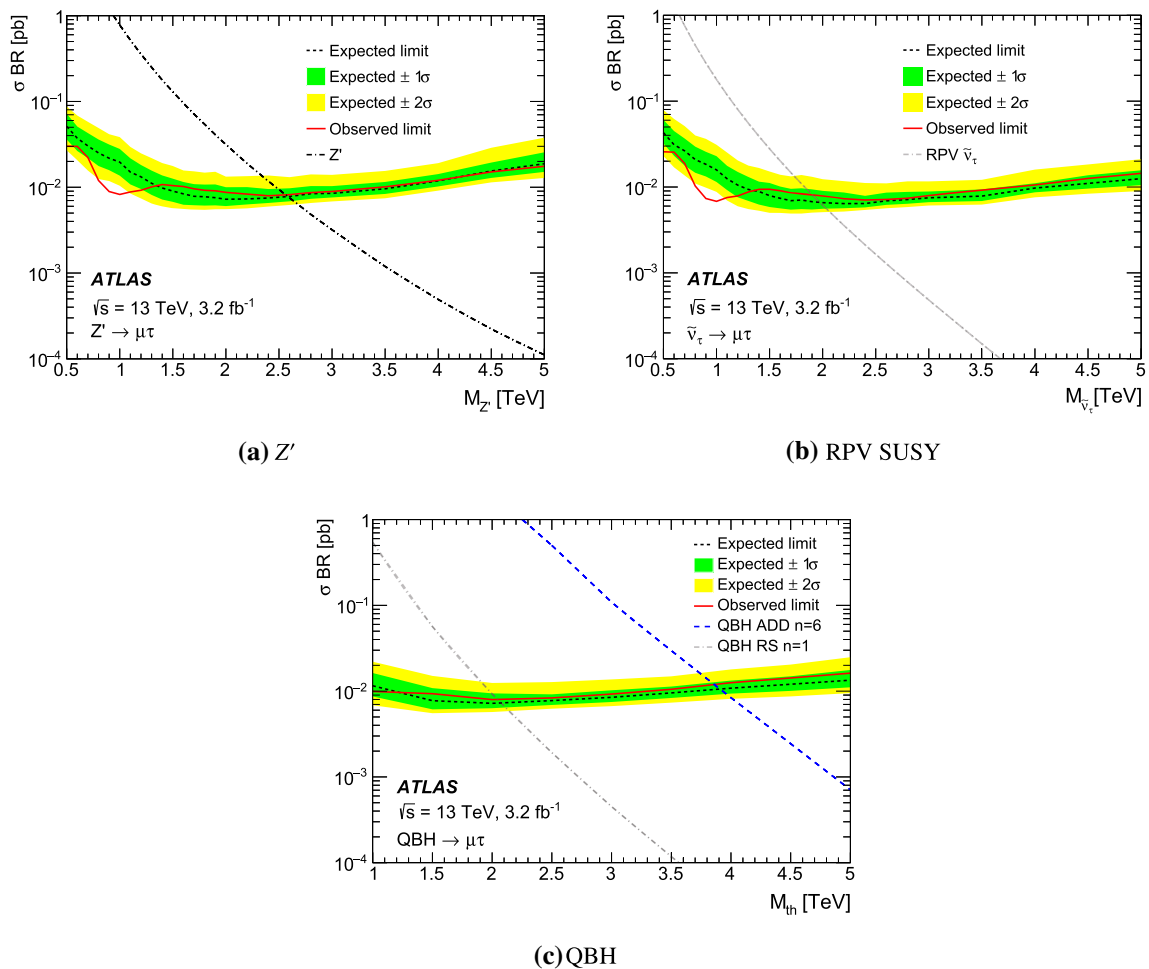 σ BR [pb]
1
10⁻¹
10⁻²
10⁻³
10⁻⁴
Expected limit
Expected ± 1σ
Expected ± 2σ
Observed limit
Z'
ATLAS
√s = 13 TeV, 3.2 fb⁻¹
Z' → μτ
0.5 1 1.5 2 2.5 3 3.5 4 4.5 5
M_Z' [TeV]
(a) Z′
σ BR [pb]
1
10⁻¹
10⁻²
10⁻³
10⁻⁴
Expected limit
Expected ± 1σ
Expected ± 2σ
Observed limit
RPV ν̃_τ
ATLAS
√s = 13 TeV, 3.2 fb⁻¹
ν̃_τ → μτ
0.5 1 1.5 2 2.5 3 3.5 4 4.5 5
M_ν̃_τ [TeV]
(b) RPV SUSY
σ BR [pb]
1
10⁻¹
10⁻²
10⁻³
10⁻⁴
Expected limit
Expected ± 1σ
Expected ± 2σ
Observed limit
QBH ADD n=6
QBH RS n=1
ATLAS
√s = 13 TeV, 3.2 fb⁻¹
QBH → μτ
1 1.5 2 2.5 3 3.5 4 4.5 5
M_th [TeV]
(c) QBH